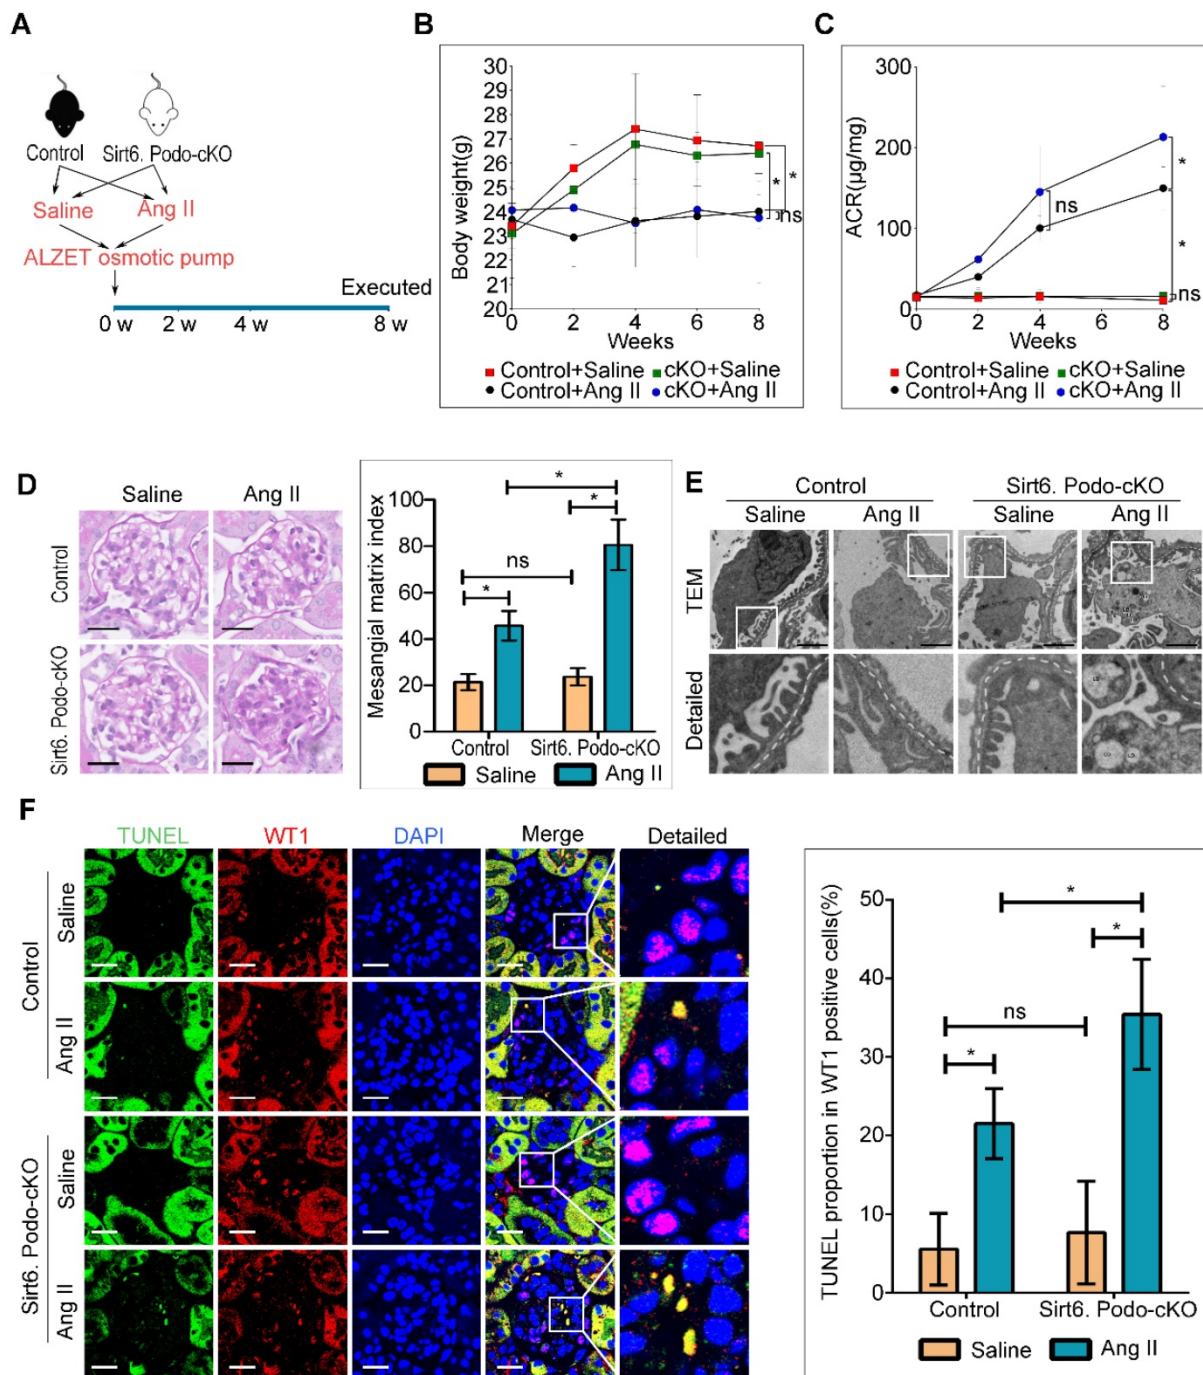 A
Control Sirt6. Podo-cKO
Saline Ang II
ALZET osmotic pump
Executed
0 w 2 w 4 w 8 w
B
Body weight(g)
30
29
28
27
26
25
24
23
22
21
20
0 2 4 6 8
Weeks
*
*
ns
Control+Saline cKO+Saline
Control+Ang II cKO+Ang II
C
ACR(μg/mg)
300
200
100
0
0 2 4 6 8
Weeks
ns
*
*
ns
Control+Saline cKO+Saline
Control+Ang II cKO+Ang II
D
Saline Ang II
Control
Sirt6. Podo-cKO
Mesangial matrix index
100
80
60
40
20
0
*
*
ns
*
Control Sirt6. Podo-cKO
Saline Ang II
E
Control Sirt6. Podo-cKO
Saline Ang II Saline Ang II
TEM
Detailed
F
TUNEL WT1 DAPI Merge Detailed
Control
Saline
Ang II
Sirt6. Podo-cKO
Saline
Ang II
TUNEL proportion in WT1 positive cells(%)
50
40
30
20
10
0
*
*
ns
*
Control Sirt6. Podo-cKO
Saline Ang II